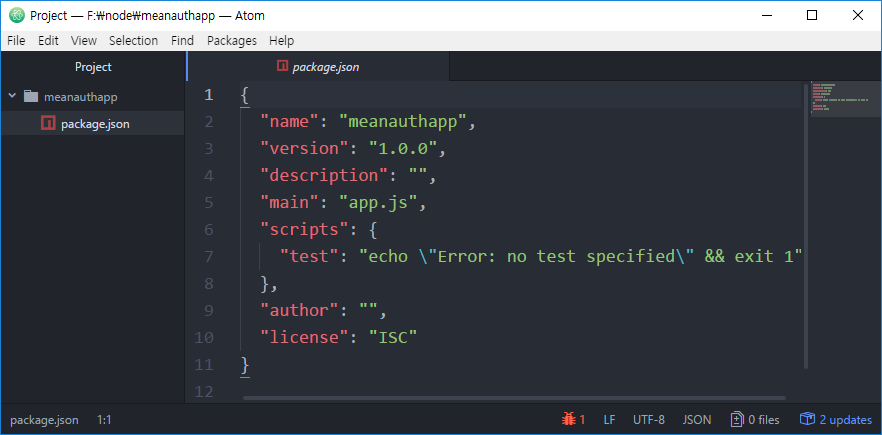 Project — F:₩node₩meanauthapp — Atom
File Edit View Selection Find Packages Help
Project
package.json
meanauthapp
package.json
1 {
2 "name": "meanauthapp",
3 "version": "1.0.0",
4 "description": "",
5 "main": "app.js",
6 "scripts": {
7 "test": "echo \"Error: no test specified\" && exit 1"
8 },
9 "author": "",
10 "license": "ISC"
11 }
12
package.json 1:1 1 LF UTF-8 JSON 0 files 2 updates